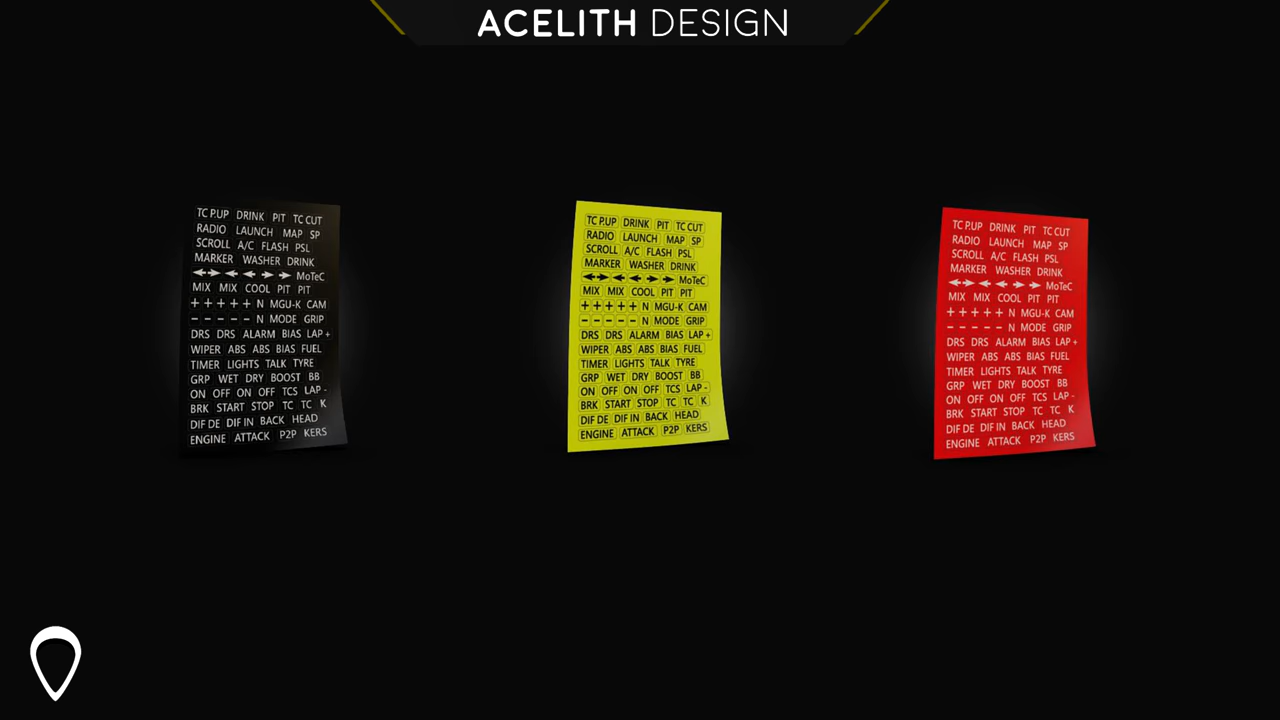 ACELITH DESIGN
TC P.UP DRINK PIT TC CUT
RADIO LAUNCH MAP SP
SCROLL A/C FLASH PSL
MARKER WASHER DRINK
MoTeC
MIX MIX COOL PIT PIT
+ + + + + N MGU-K CAM
− − − − − N MODE GRIP
DRS DRS ALARM BIAS LAP +
WIPER ABS ABS BIAS FUEL
TIMER LIGHTS TALK TYRE
GRP WET DRY BOOST BB
ON OFF ON OFF TCS LAP -
BRK START STOP TC TC K
DIF DE DIF IN BACK HEAD
ENGINE ATTACK P2P KERS
TC P.UP DRINK PIT TC CUT
RADIO LAUNCH MAP SP
SCROLL A/C FLASH PSL
MARKER WASHER DRINK
MoTeC
MIX MIX COOL PIT PIT
+ + + + + N MGU-K CAM
− − − − − N MODE GRIP
DRS DRS ALARM BIAS LAP +
WIPER ABS ABS BIAS FUEL
TIMER LIGHTS TALK TYRE
GRP WET DRY BOOST BB
ON OFF ON OFF TCS LAP -
BRK START STOP TC TC K
DIF DE DIF IN BACK HEAD
ENGINE ATTACK P2P KERS
TC P.UP DRINK PIT TC CUT
RADIO LAUNCH MAP SP
SCROLL A/C FLASH PSL
MARKER WASHER DRINK
MoTeC
MIX MIX COOL PIT PIT
+ + + + + N MGU-K CAM
− − − − − N MODE GRIP
DRS DRS ALARM BIAS LAP +
WIPER ABS ABS BIAS FUEL
TIMER LIGHTS TALK TYRE
GRP WET DRY BOOST BB
ON OFF ON OFF TCS LAP -
BRK START STOP TC TC K
DIF DE DIF IN BACK HEAD
ENGINE ATTACK P2P KERS